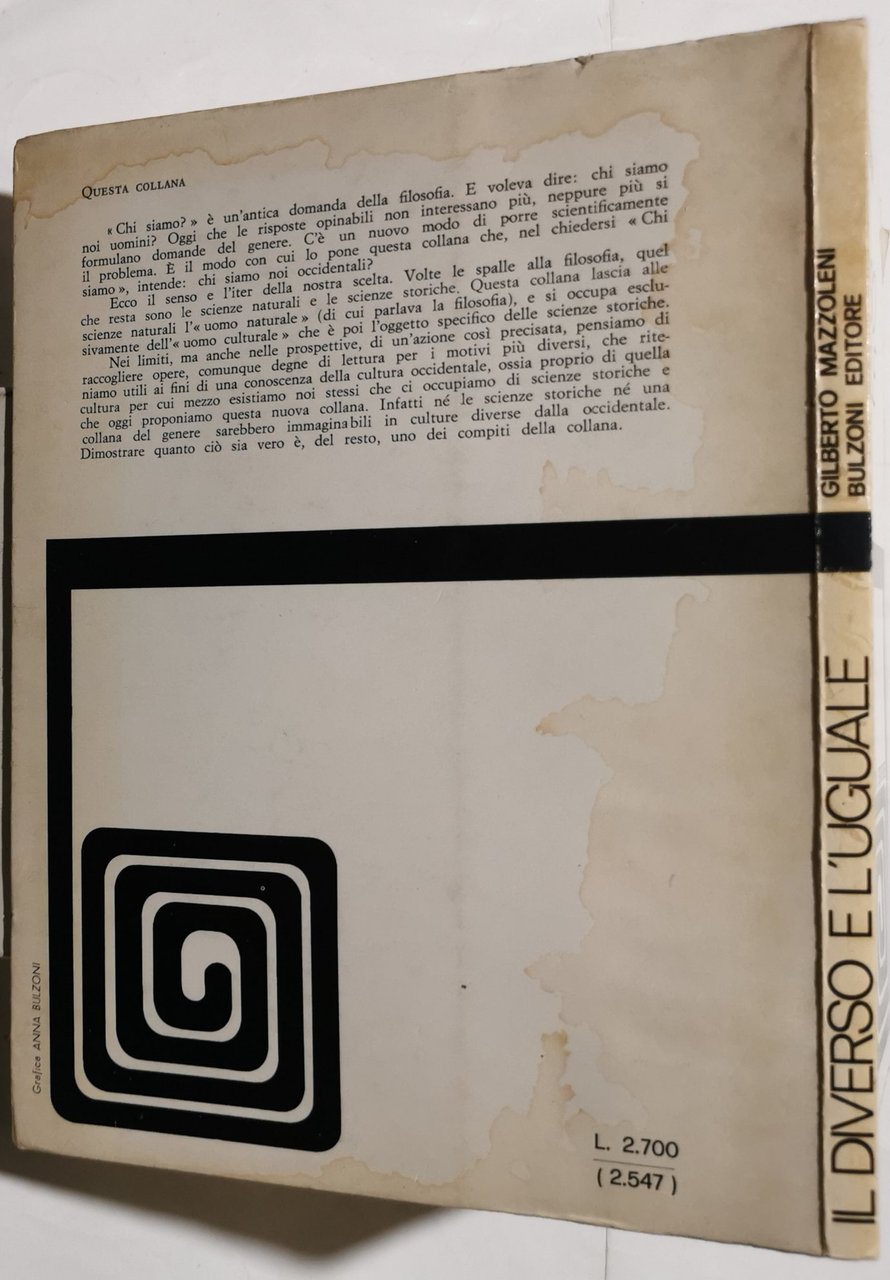 QUESTA COLLANA
« Chi siamo? » è un'antica domanda della filosofia. E voleva dire: chi siamo
noi uomini? Oggi che le risposte opinabili non interessano più, neppure più si
formulano domande del genere. C'è un nuovo modo di porre scientificamente
il problema. È il modo con cui lo pone questa collana che, nel chiedersi « Chi
siamo », intende: chi siamo noi occidentali?
Ecco il senso e l'iter della nostra scelta. Volte le spalle alla filosofia, quel
che resta sono le scienze naturali e le scienze storiche. Questa collana lascia alle
scienze naturali l'« uomo naturale » (di cui parlava la filosofia), e si occupa esclu-
sivamente dell'« uomo culturale » che è poi l'oggetto specifico delle scienze storiche.
Nei limiti, ma anche nelle prospettive, di un'azione così precisata, pensiamo di
raccogliere opere, comunque degne di lettura per i motivi più diversi, che rite-
niamo utili ai fini di una conoscenza della cultura occidentale, ossia proprio di quella
cultura per cui mezzo esistiamo noi stessi che ci occupiamo di scienze storiche e
che oggi proponiamo questa nuova collana. Infatti né le scienze storiche né una
collana del genere sarebbero immaginabili in culture diverse dalla occidentale.
Dimostrare quanto ciò sia vero è, del resto, uno dei compiti della collana.
Grafica ANNA BULZONI
L. 2.700
( 2.547 )
IL DIVERSO E L'UGUALE
GILBERTO MAZZOLENI
BULZONI EDITORE